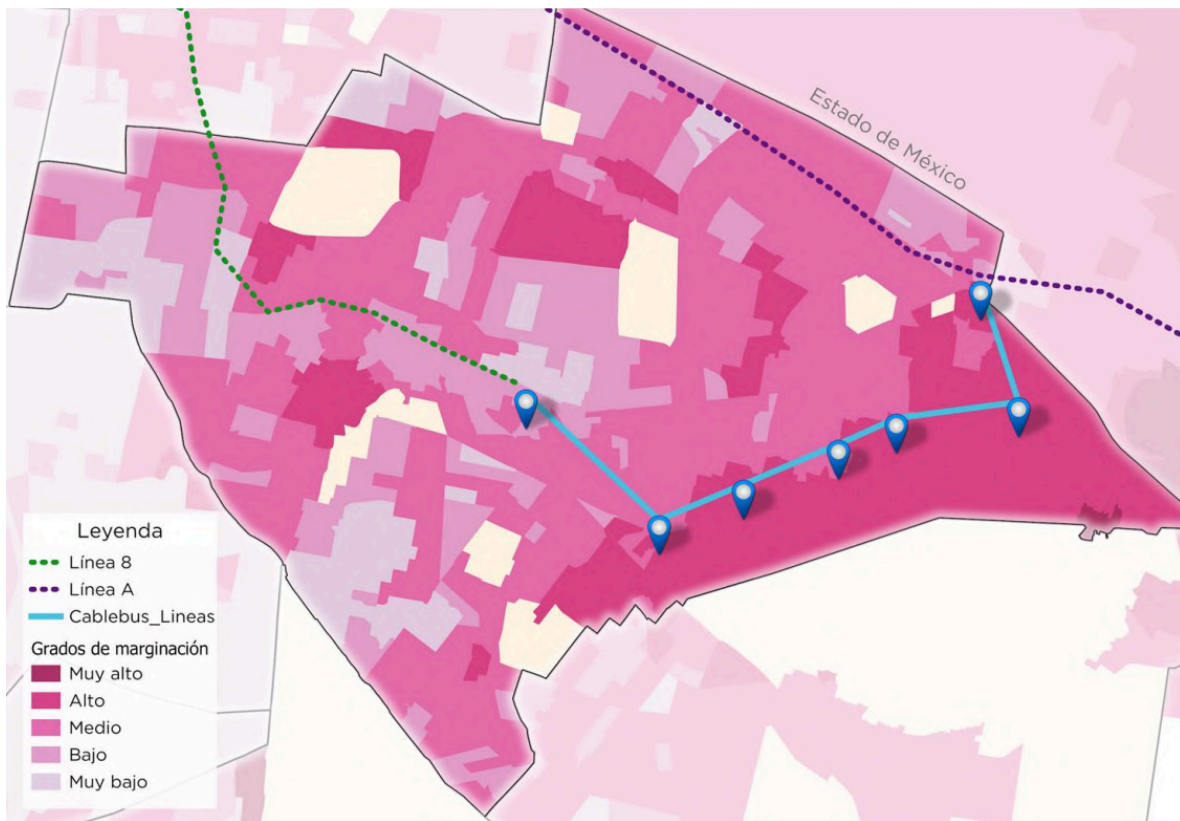 Estado de México
Leyenda
Línea 8
Línea A
Cablebus_Lineas
Grados de marginación
Muy alto
Alto
Medio
Bajo
Muy bajo